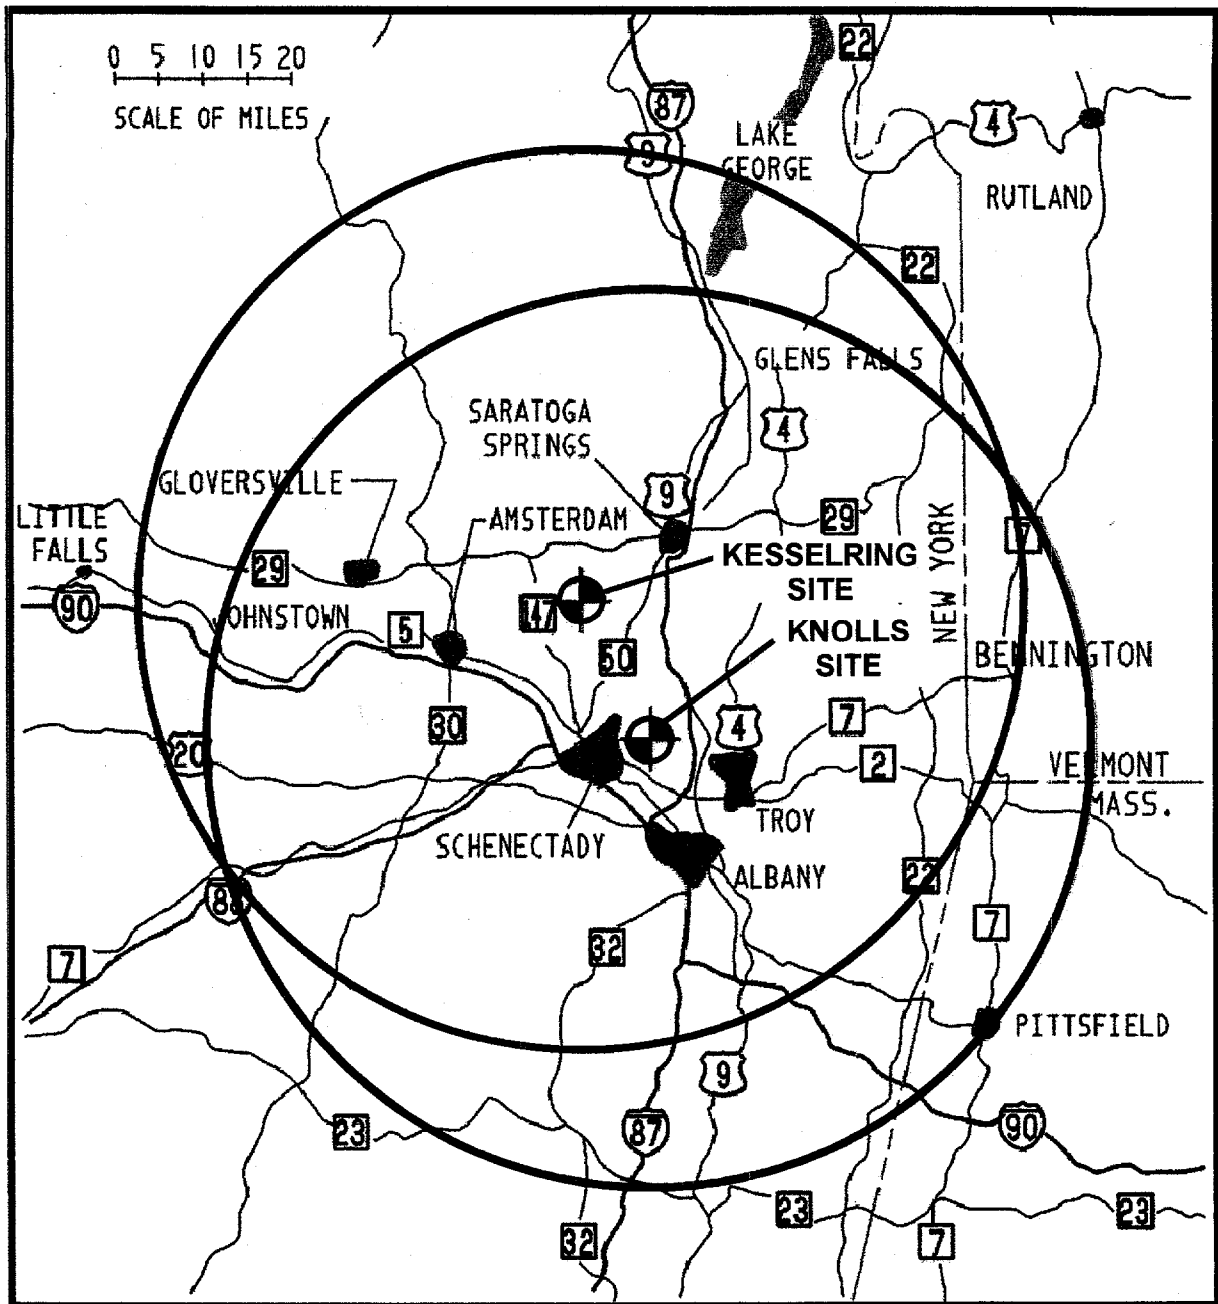 0 5 10 15 20
SCALE OF MILES
22
87
9
4
LAKE
GEORGE
RUTLAND
22
GLENS FALLS
4
SARATOGA
SPRINGS
9
GLOVERSVILLE
AMSTERDAM
29
LITTLE
FALLS
7
NEW YORK
KESSELRING
SITE
29
90
JOHNSTOWN
5
147
KNOLLS
SITE
50
BENNINGTON
30
4
7
20
2
VERMONT
MASS.
TROY
SCHENECTADY
ALBANY
22
88
7
32
7
PITTSFIELD
9
23
87
90
23
23
32
7